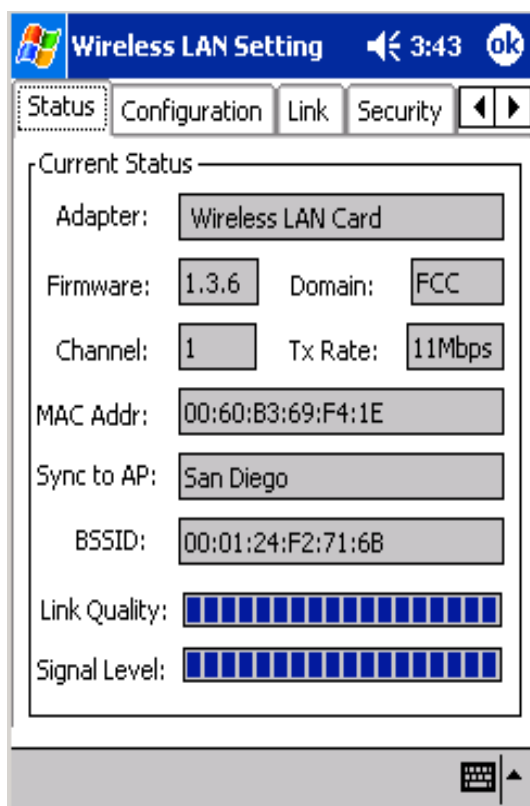 Wireless LAN Setting 3:43 ok
Status Configuration Link Security
Current Status
Adapter: Wireless LAN Card
Firmware: 1.3.6 Domain: FCC
Channel: 1 Tx Rate: 11Mbps
MAC Addr: 00:60:B3:69:F4:1E
Sync to AP: San Diego
BSSID: 00:01:24:F2:71:6B
Link Quality:
Signal Level: